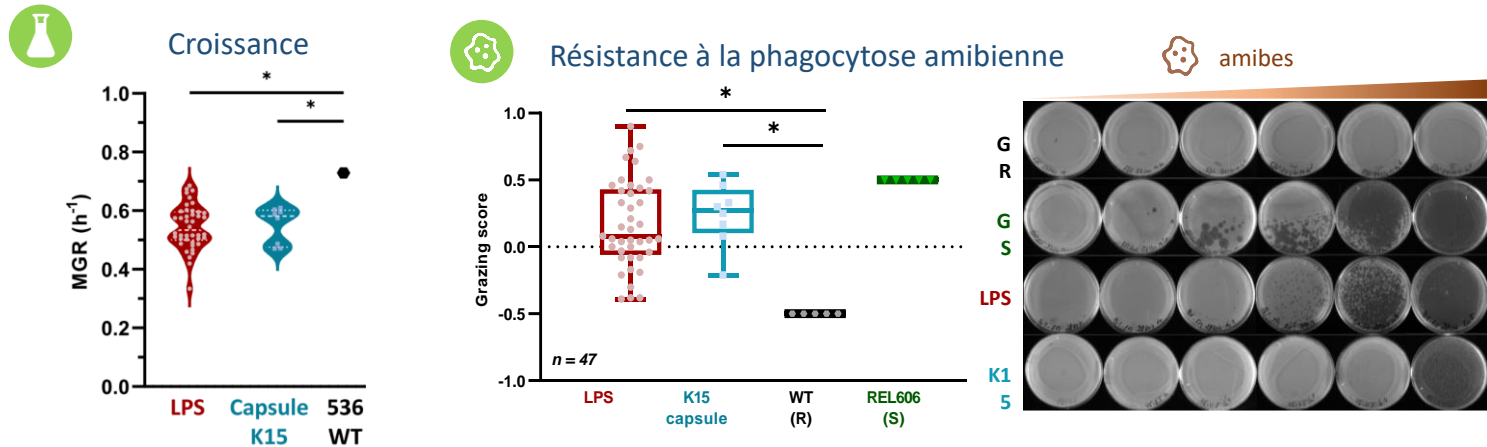 Croissance
*
*
MGR (h-1)
1.0
0.8
0.6
0.4
0.2
0.0
LPS
Capsule
K15
536
WT
Résistance à la phagocytose amibienne
*
*
Grazing score
1.0
0.5
0.0
-0.5
-1.0
n = 47
LPS
K15
capsule
WT
(R)
REL606
(S)
amibes
G
R
G
S
LPS
K1
5